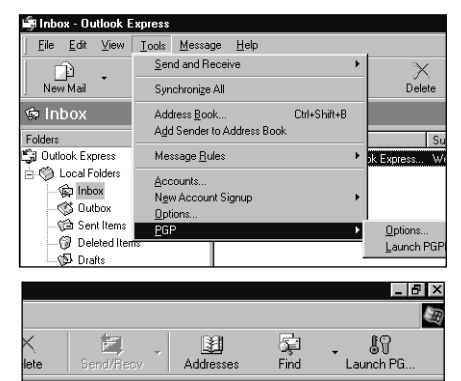 Inbox - Outlook Express
File Edit View Tools Message Help
New Mail
Delete
Send and Receive
Synchronize All
Inbox
Address Book... Ctrl+Shift+B
Add Sender to Address Book
Folders
Su
Outlook Express
Message Rules
ok Express... We
Local Folders
Inbox
Accounts...
Outbox
New Account Signup
Sent Items
Options...
Deleted Items
PGP
Options...
Drafts
Launch PGP
lete
Send/Recv
Addresses
Find
Launch PG...